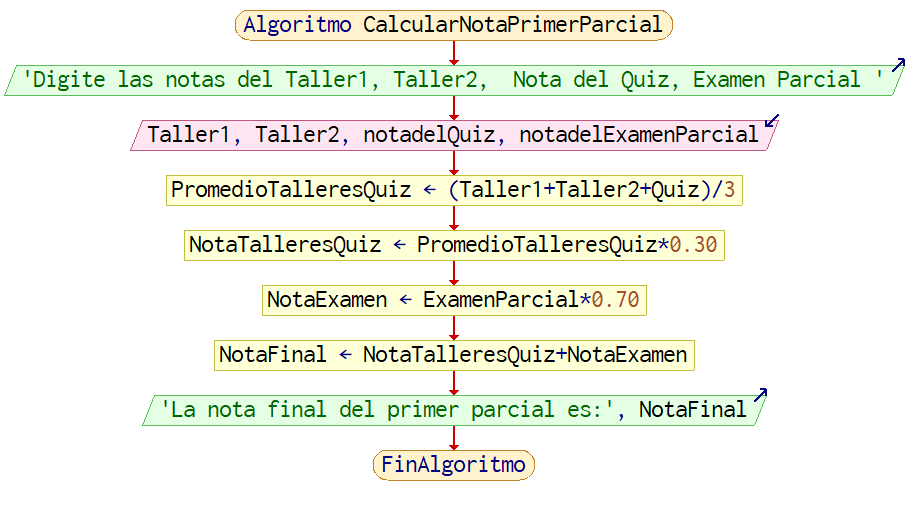 Algoritmo CalcularNotaPrimerParcial
'Digite las notas del Taller1, Taller2,  Nota del Quiz, Examen Parcial '
Taller1, Taller2, notadelQuiz, notadelExamenParcial
PromedioTalleresQuiz ← (Taller1+Taller2+Quiz)/3
NotaTalleresQuiz ← PromedioTalleresQuiz*0.30
NotaExamen ← ExamenParcial*0.70
NotaFinal ← NotaTalleresQuiz+NotaExamen
'La nota final del primer parcial es:', NotaFinal
FinAlgoritmo